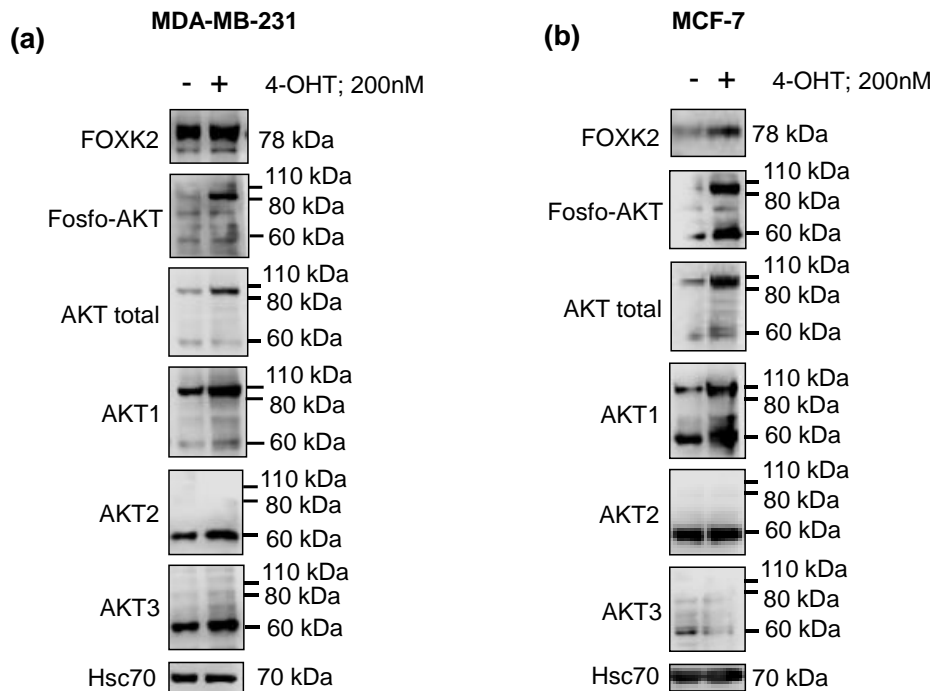 (a)
MDA-MB-231
- + 4-OHT; 200nM
FOXK2 78 kDa
110 kDa
Fosfo-AKT 80 kDa
60 kDa
110 kDa
AKT total 80 kDa
60 kDa
110 kDa
AKT1 80 kDa
60 kDa
110 kDa
AKT2 80 kDa
60 kDa
110 kDa
AKT3 80 kDa
60 kDa
Hsc70 70 kDa
(b)
MCF-7
- + 4-OHT; 200nM
FOXK2 78 kDa
110 kDa
Fosfo-AKT 80 kDa
60 kDa
110 kDa
AKT total 80 kDa
60 kDa
110 kDa
AKT1 80 kDa
60 kDa
110 kDa
AKT2 80 kDa
60 kDa
110 kDa
AKT3 80 kDa
60 kDa
Hsc70 70 kDa